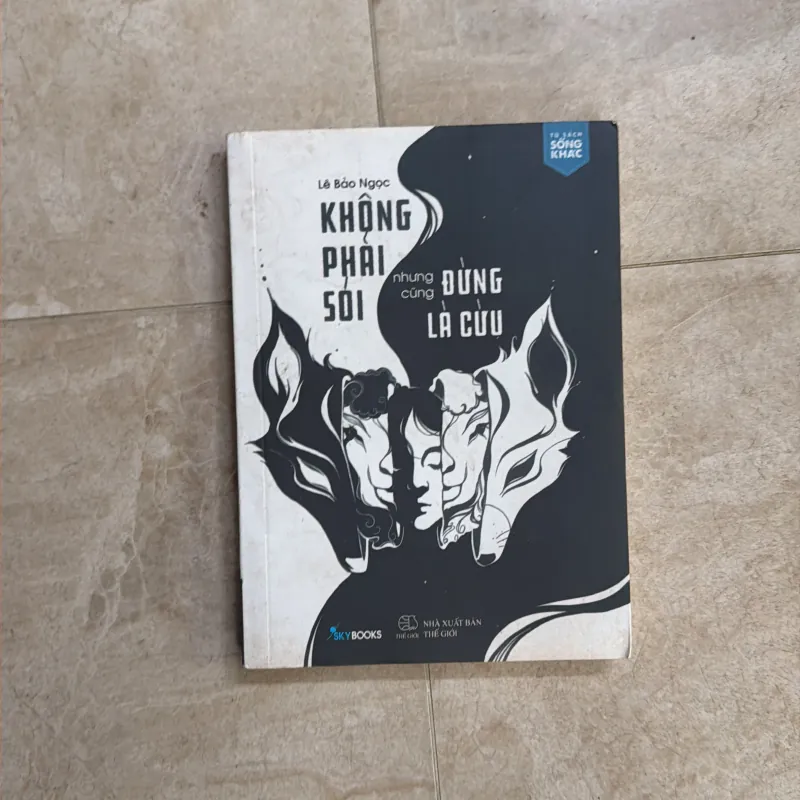 TỦ SÁCH
SỐNG
KHÁC
Lê Bảo Ngọc
KHÔNG
PHẢI
SÓI
nhưng
cũng
ĐỪNG
LÀ CỪU
SKYBOOKS
THẾ GIỚI
NHÀ XUẤT BẢN
THẾ GIỚI